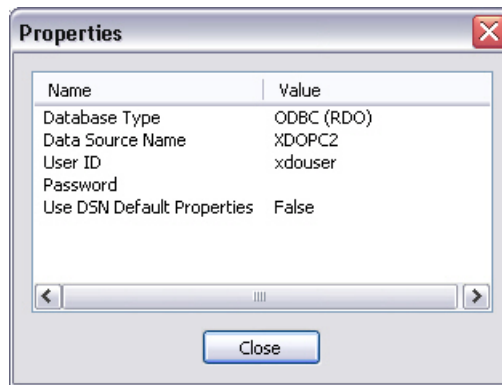 Properties
Name Value
Database Type ODBC (RDO)
Data Source Name XDOPC2
User ID xdouser
Password
Use DSN Default Properties False
Close